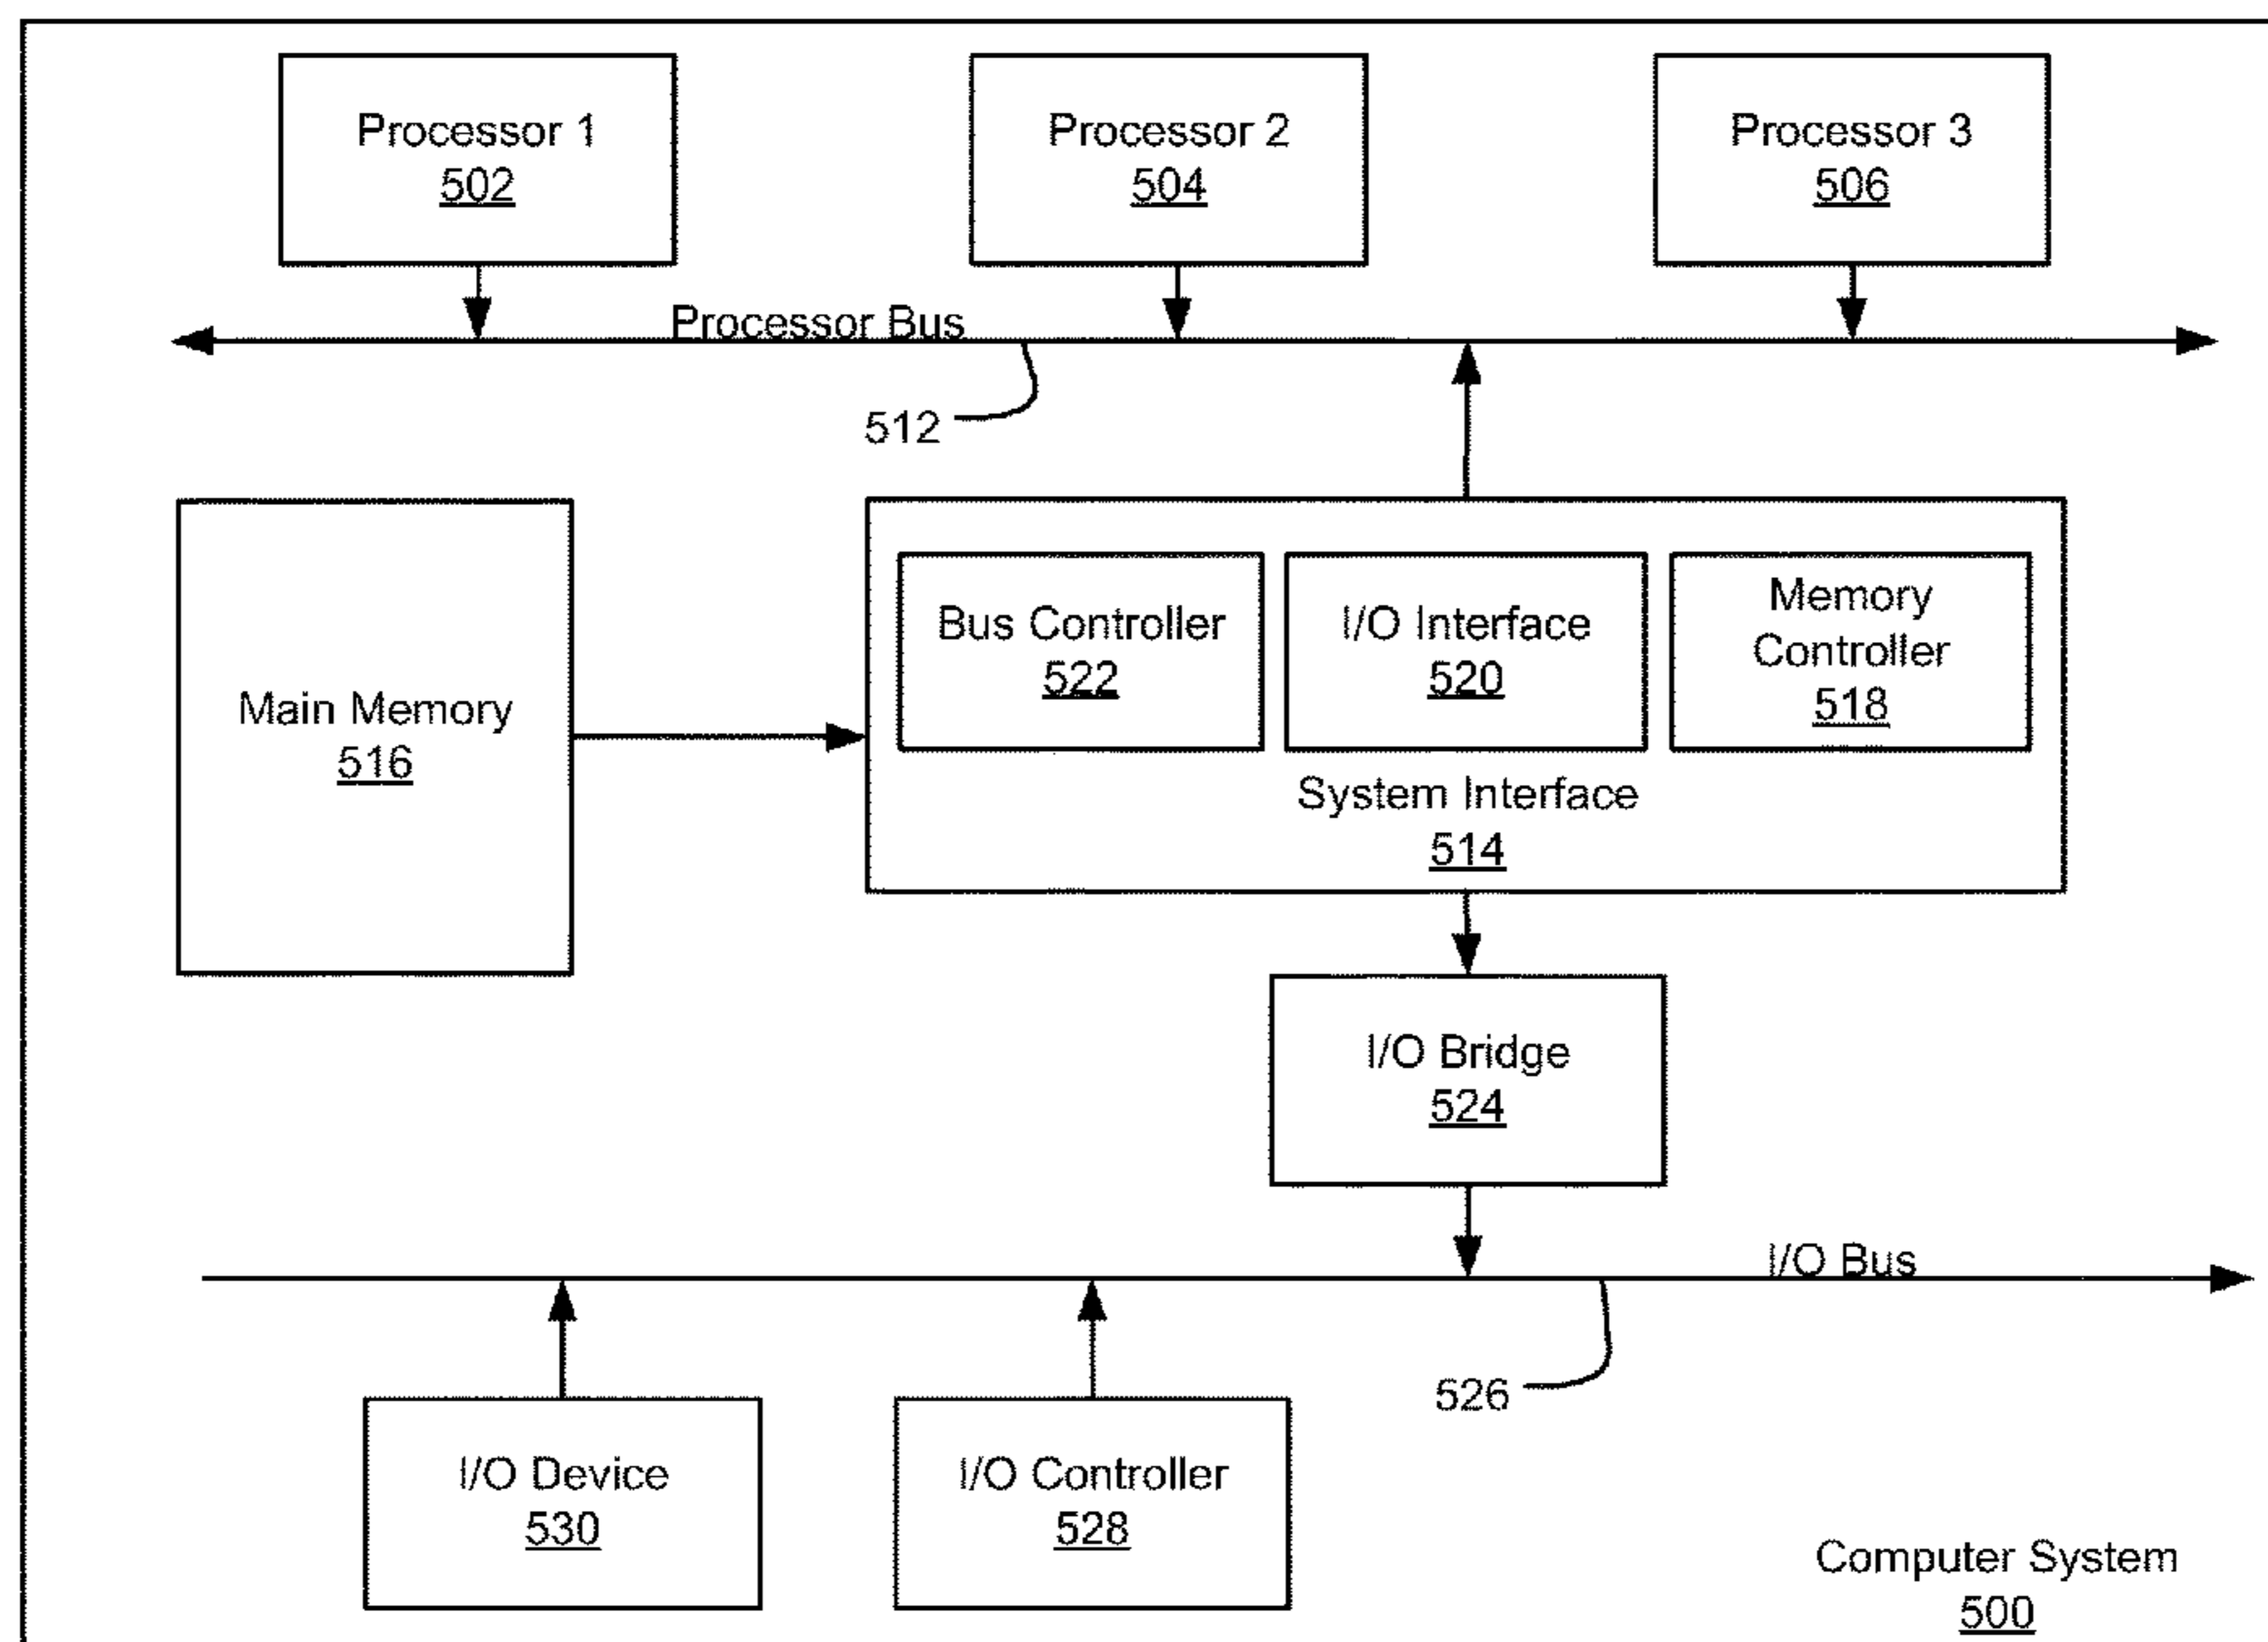 Processor 1
502
Processor 2
504
Processor 3
506
Processor Bus
512
Main Memory
516
Bus Controller
522
I/O Interface
520
Memory
Controller
518
System Interface
514
I/O Bridge
524
I/O Bus
526
I/O Device
530
I/O Controller
528
Computer System
500